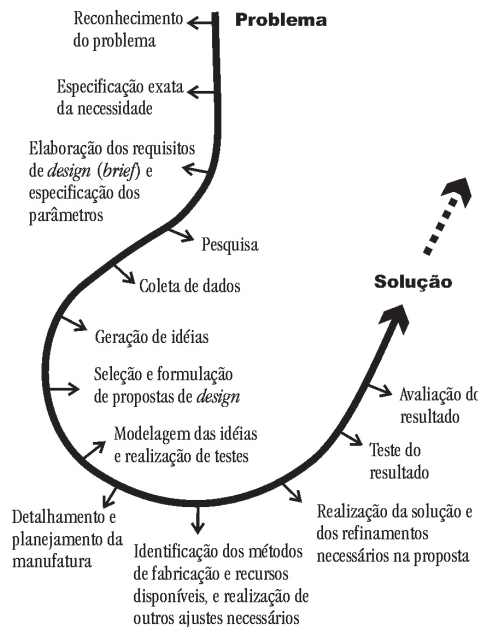 Problema
Reconhecimento
do problema
Especificação exata
da necessidade
Elaboração dos requisitos
de design (brief) e
especificação dos
parâmetros
Pesquisa
Coleta de dados
Geração de idéias
Seleção e formulação
de propostas de design
Modelagem das idéias
e realização de testes
Detalhamento e
planejamento da
manufatura
Identificação dos métodos
de fabricação e recursos
disponíveis, e realização de
outros ajustes necessários
Realização da solução e
dos refinamentos
necessários na proposta
Teste do
resultado
Avaliação do
resultado
Solução